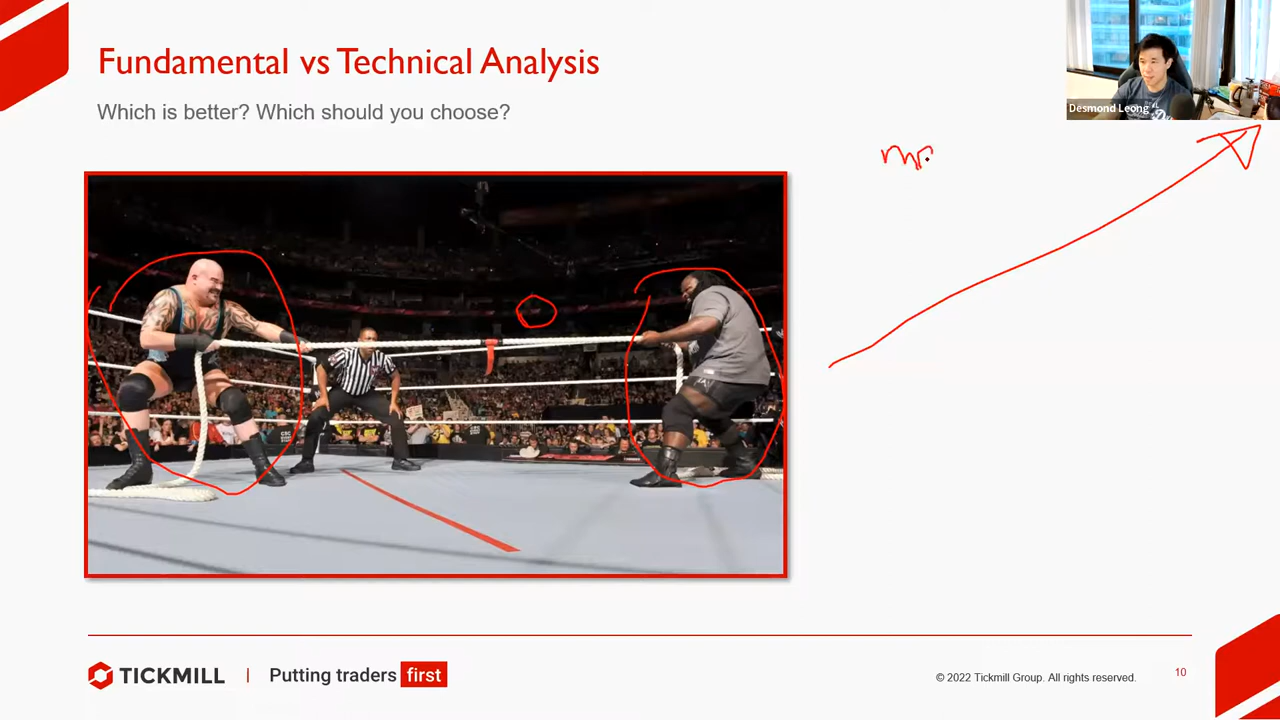 Fundamental vs Technical Analysis
Which is better? Which should you choose?
Desmond Leong
TICKMILL | Putting traders first
© 2022 Tickmill Group. All rights reserved.
10